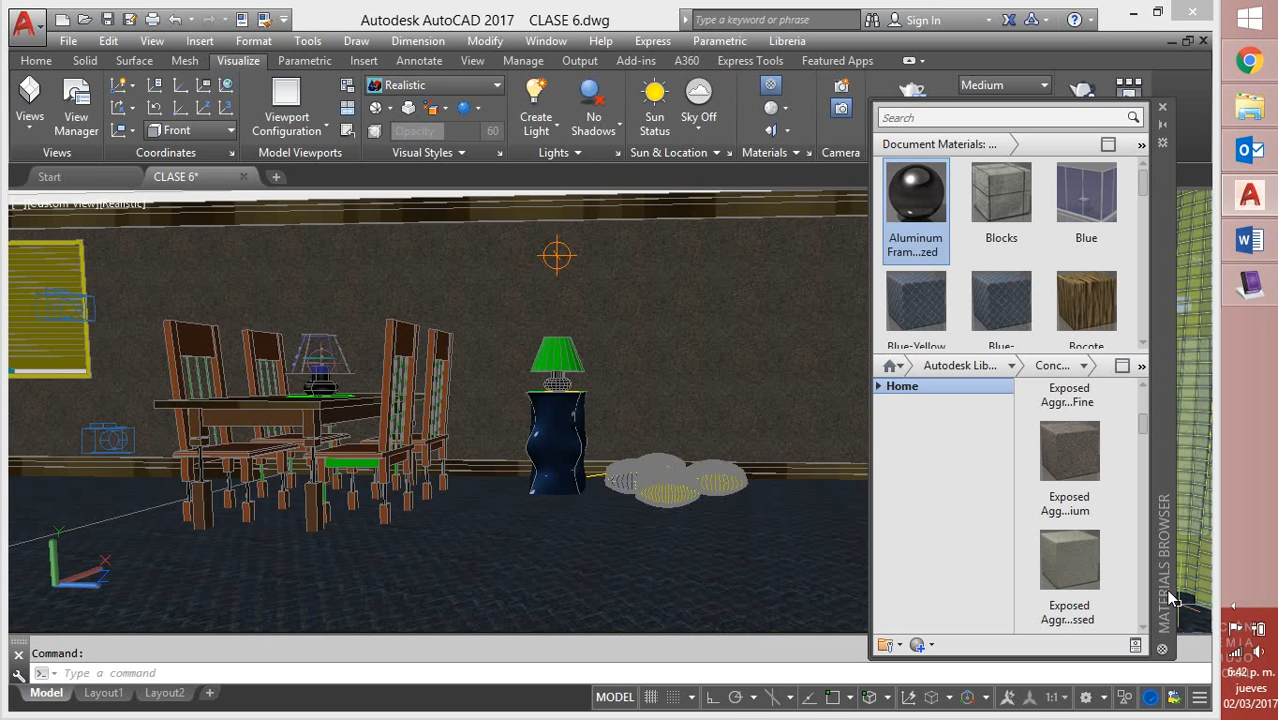 Autodesk AutoCAD 2017 CLASE 6.dwg
Type a keyword or phrase
Sign In
File Edit View Insert Format Tools Draw Dimension Modify Window Help Express Parametric Libreria
Home Solid Surface Mesh Visualize Parametric Insert Annotate View Manage Output Add-ins A360 Express Tools Featured Apps
Views
View Manager
Front
Viewport Configuration
Realistic
Opacity 60
Create Light
No Shadows
Sun Status
Sky Off
Medium
Views Coordinates Model Viewports Visual Styles Lights Sun & Location Materials Camera
Start CLASE 6*
Search
Document Materials: ...
Aluminum Fram...zed
Blocks
Blue
Blue-Yellow
Blue-
Bocote
Autodesk Lib... Conc...
Home
Exposed
Aggr...Fine
Exposed
Aggr...ium
Exposed
Aggr...ssed
MATERIALS BROWSER
Y
X
Z
Command:
Type a command
Model Layout1 Layout2
MODEL
1:1
6:42 p. m.
jueves
02/03/2017